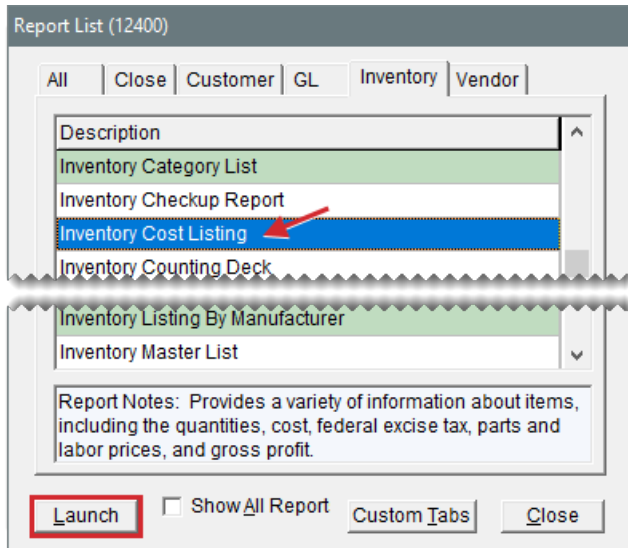 Report List (12400)
All Close Customer GL Inventory Vendor
Description
Inventory Category List
Inventory Checkup Report
Inventory Cost Listing
Inventory Counting Deck
Inventory Listing By Manufacturer
Inventory Master List
Report Notes: Provides a variety of information about items,
including the quantities, cost, federal excise tax, parts and
labor prices, and gross profit.
Launch Show All Report Custom Tabs Close